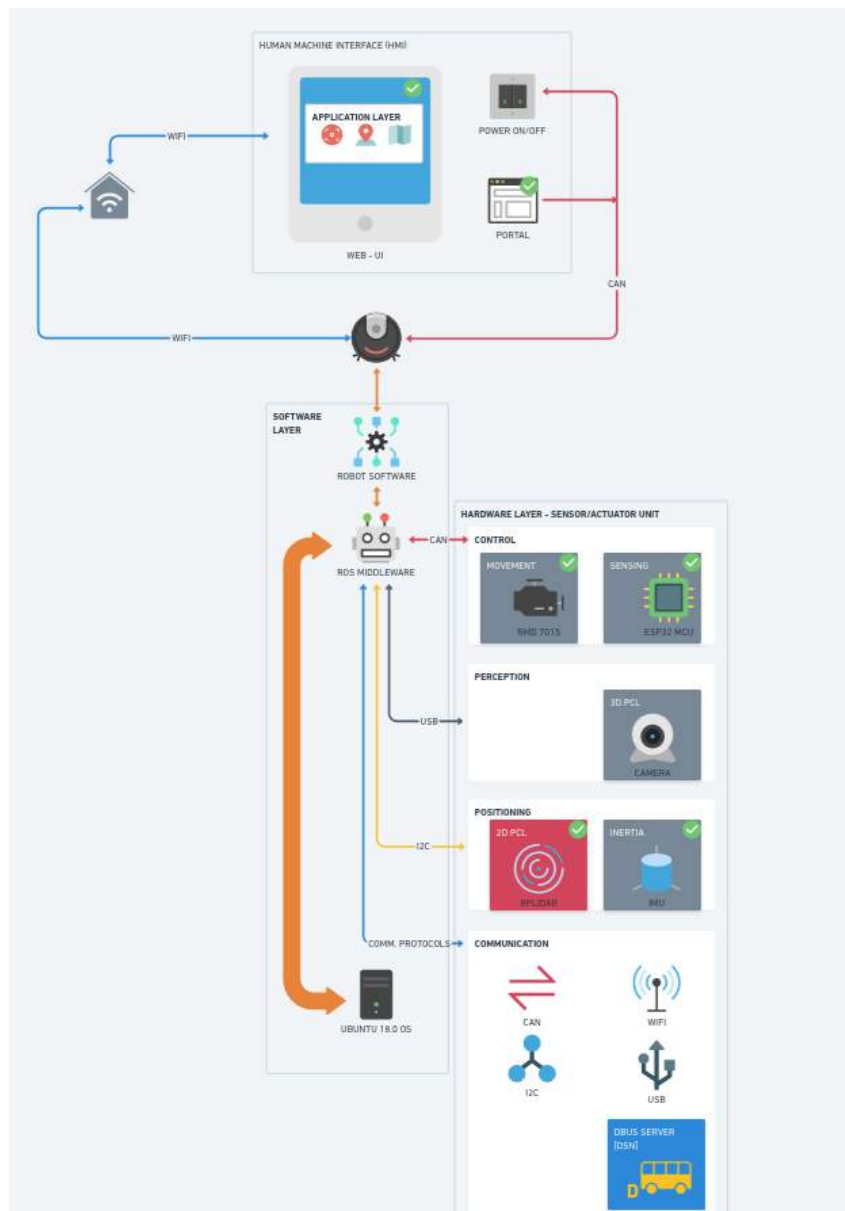 HUMAN MACHINE INTERFACE (HMI)
APPLICATION LAYER
WEB - UI
POWER ON/OFF
PORTAL
WIFI
CAN
WIFI
SOFTWARE
LAYER
ROBOT SOFTWARE
ROS MIDDLEWARE
CAN
USB
I2C
COMM. PROTOCOLS
UBUNTU 18.0 OS
HARDWARE LAYER - SENSOR/ACTUATOR UNIT
CONTROL
MOVEMENT
RMD 7015
SENSING
ESP32 MCU
PERCEPTION
3D PCL
CAMERA
POSITIONING
2D PCL
RPLIDAR
INERTIA
IMU
COMMUNICATION
CAN
WIFI
I2C
USB
DBUS SERVER
[DSN]
D